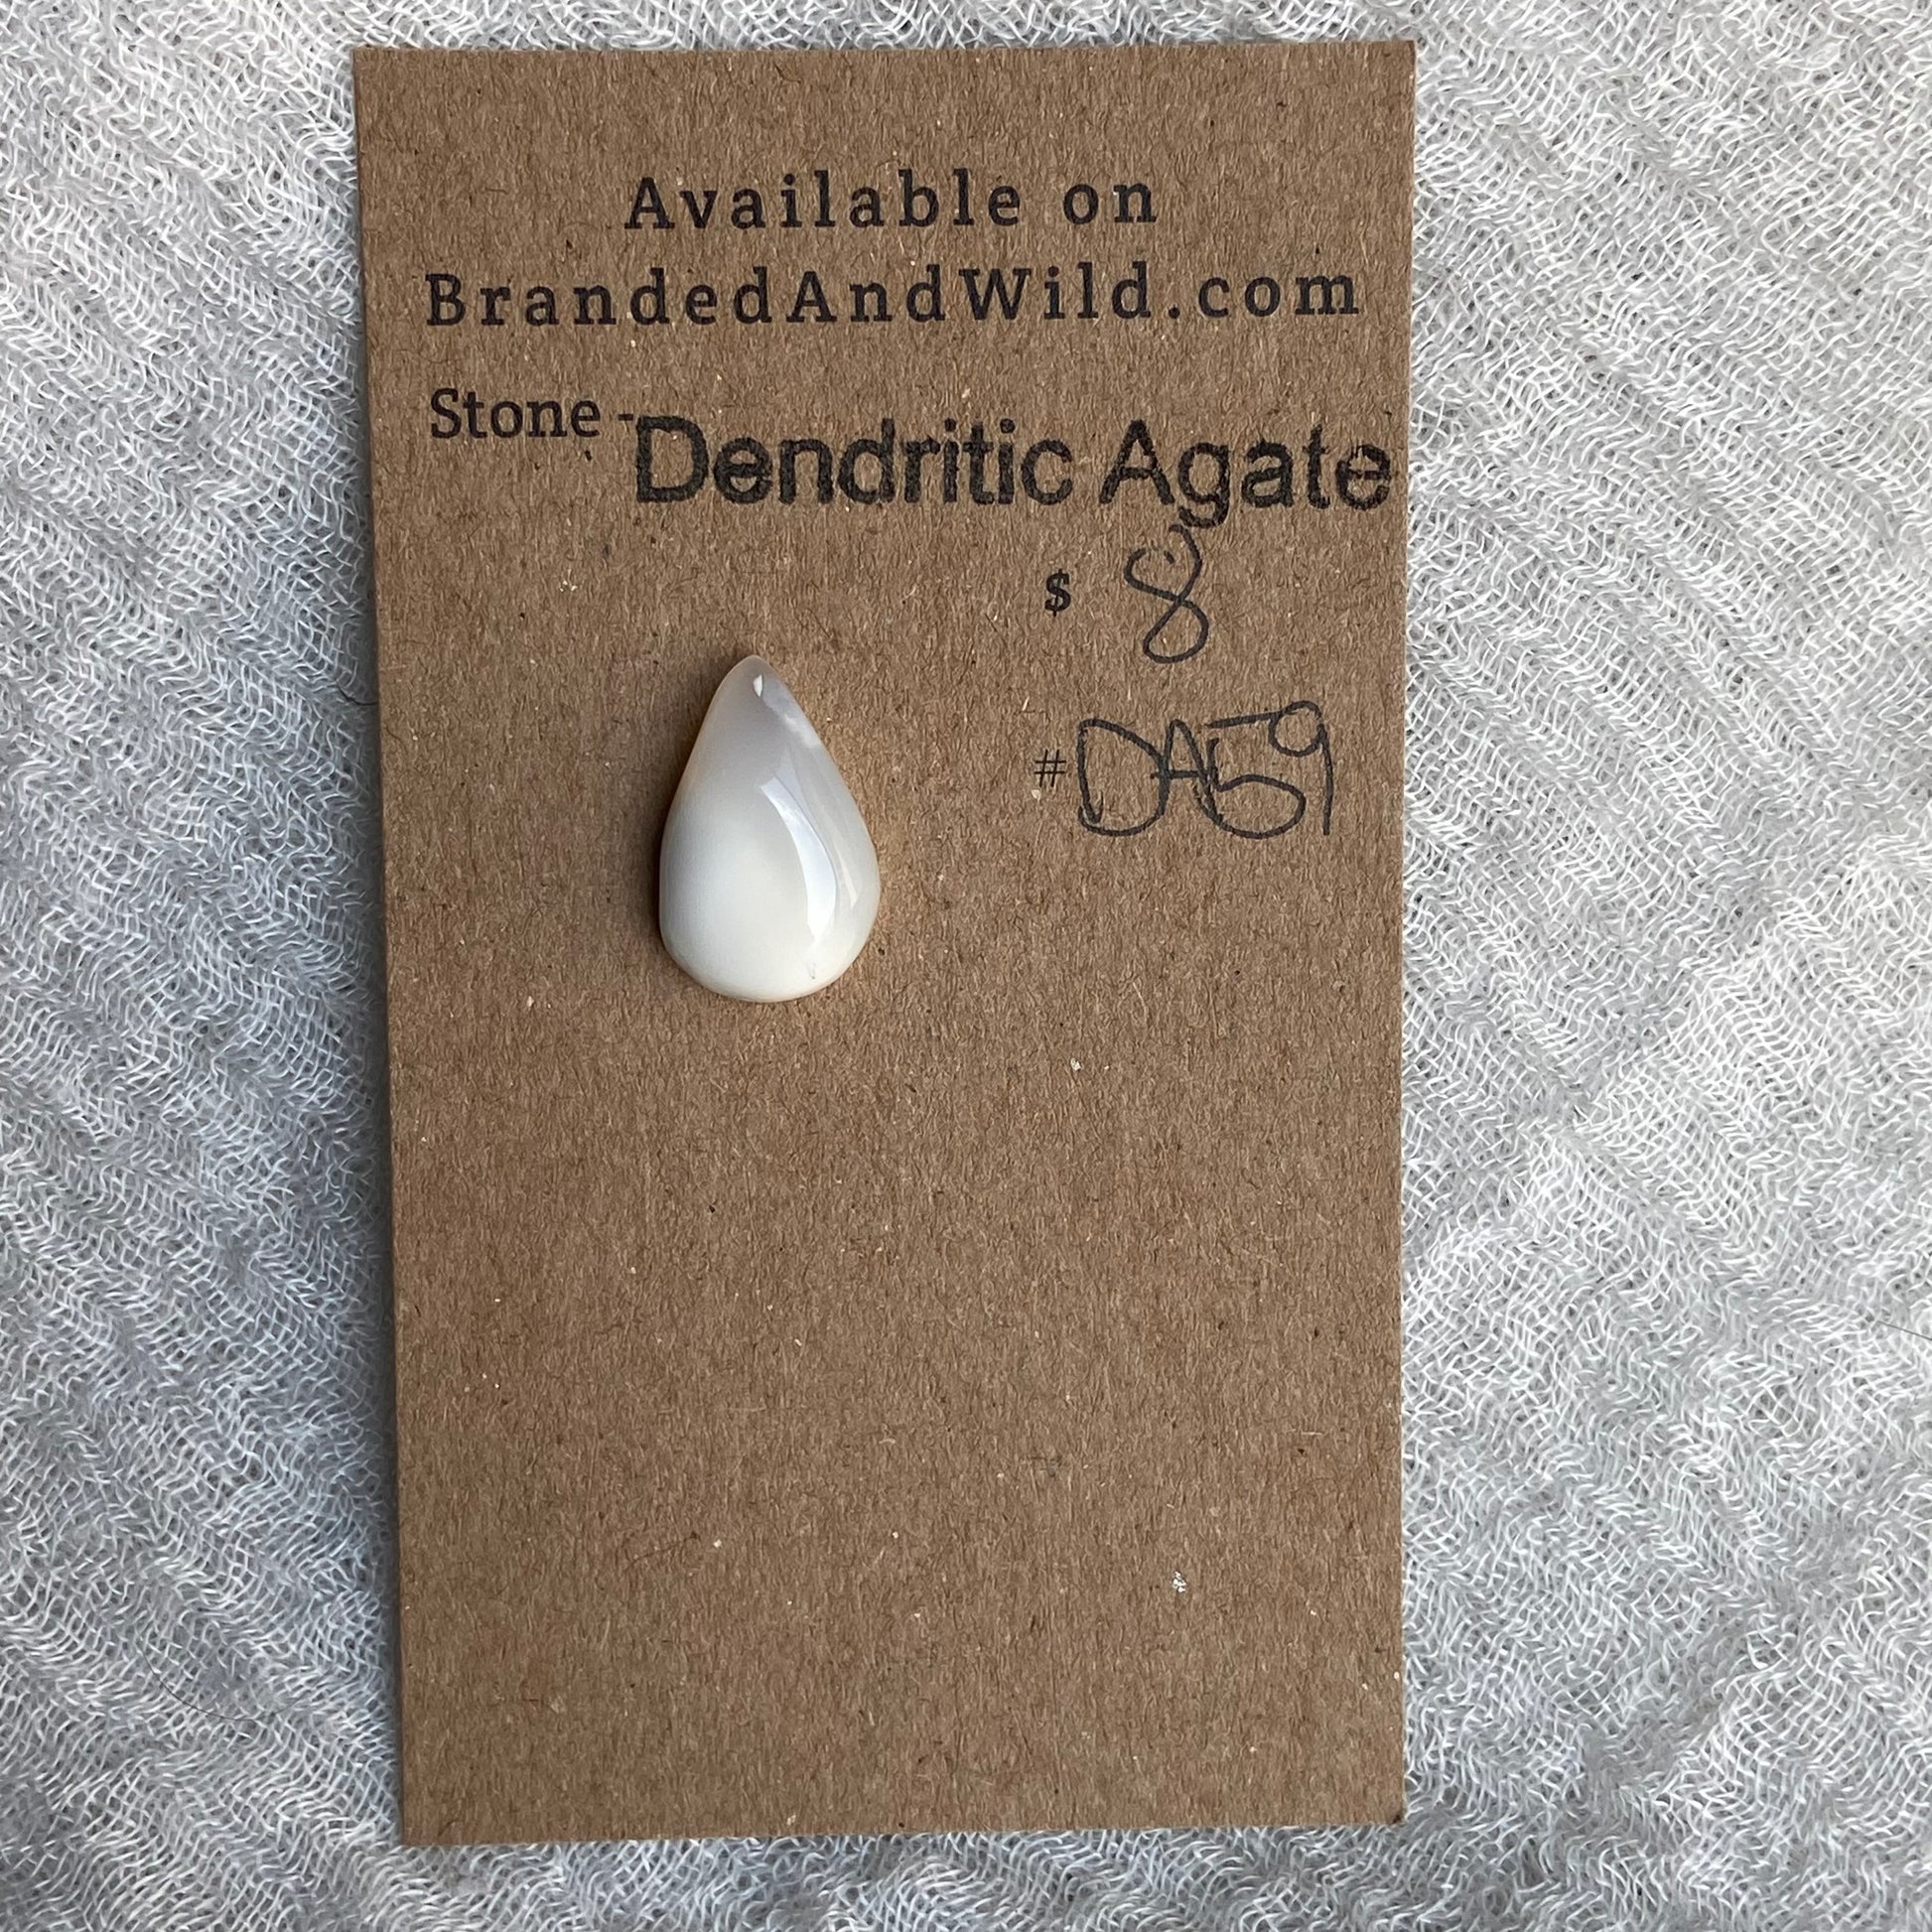 Available on
BrandedAndWild.com
Stone - Dendritic Agate
$ 8
# DA59